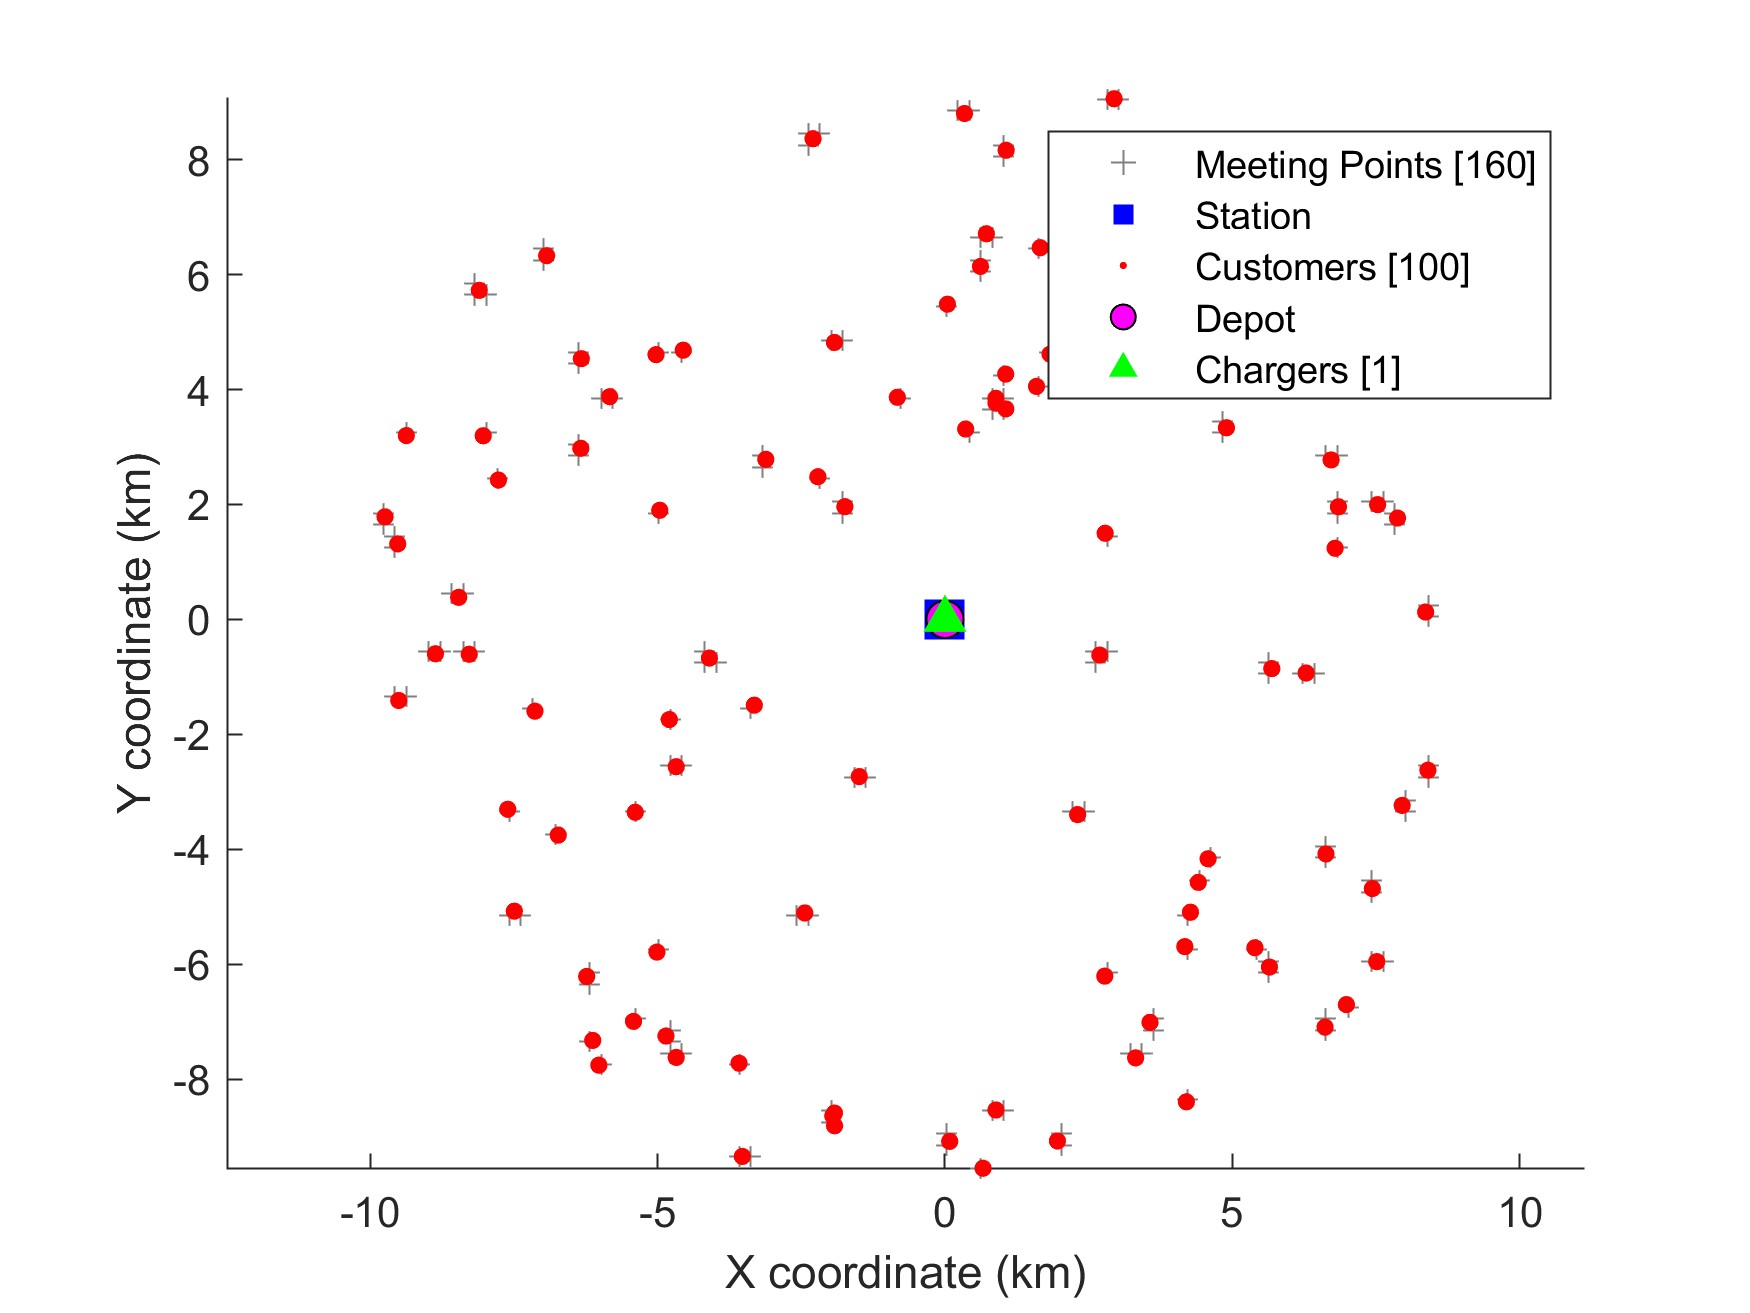 8
6
4
2
0
-2
-4
-6
-8
Y coordinate (km)
Meeting Points [160]
Station
Customers [100]
Depot
Chargers [1]
-10
-5
0
5
10
X coordinate (km)